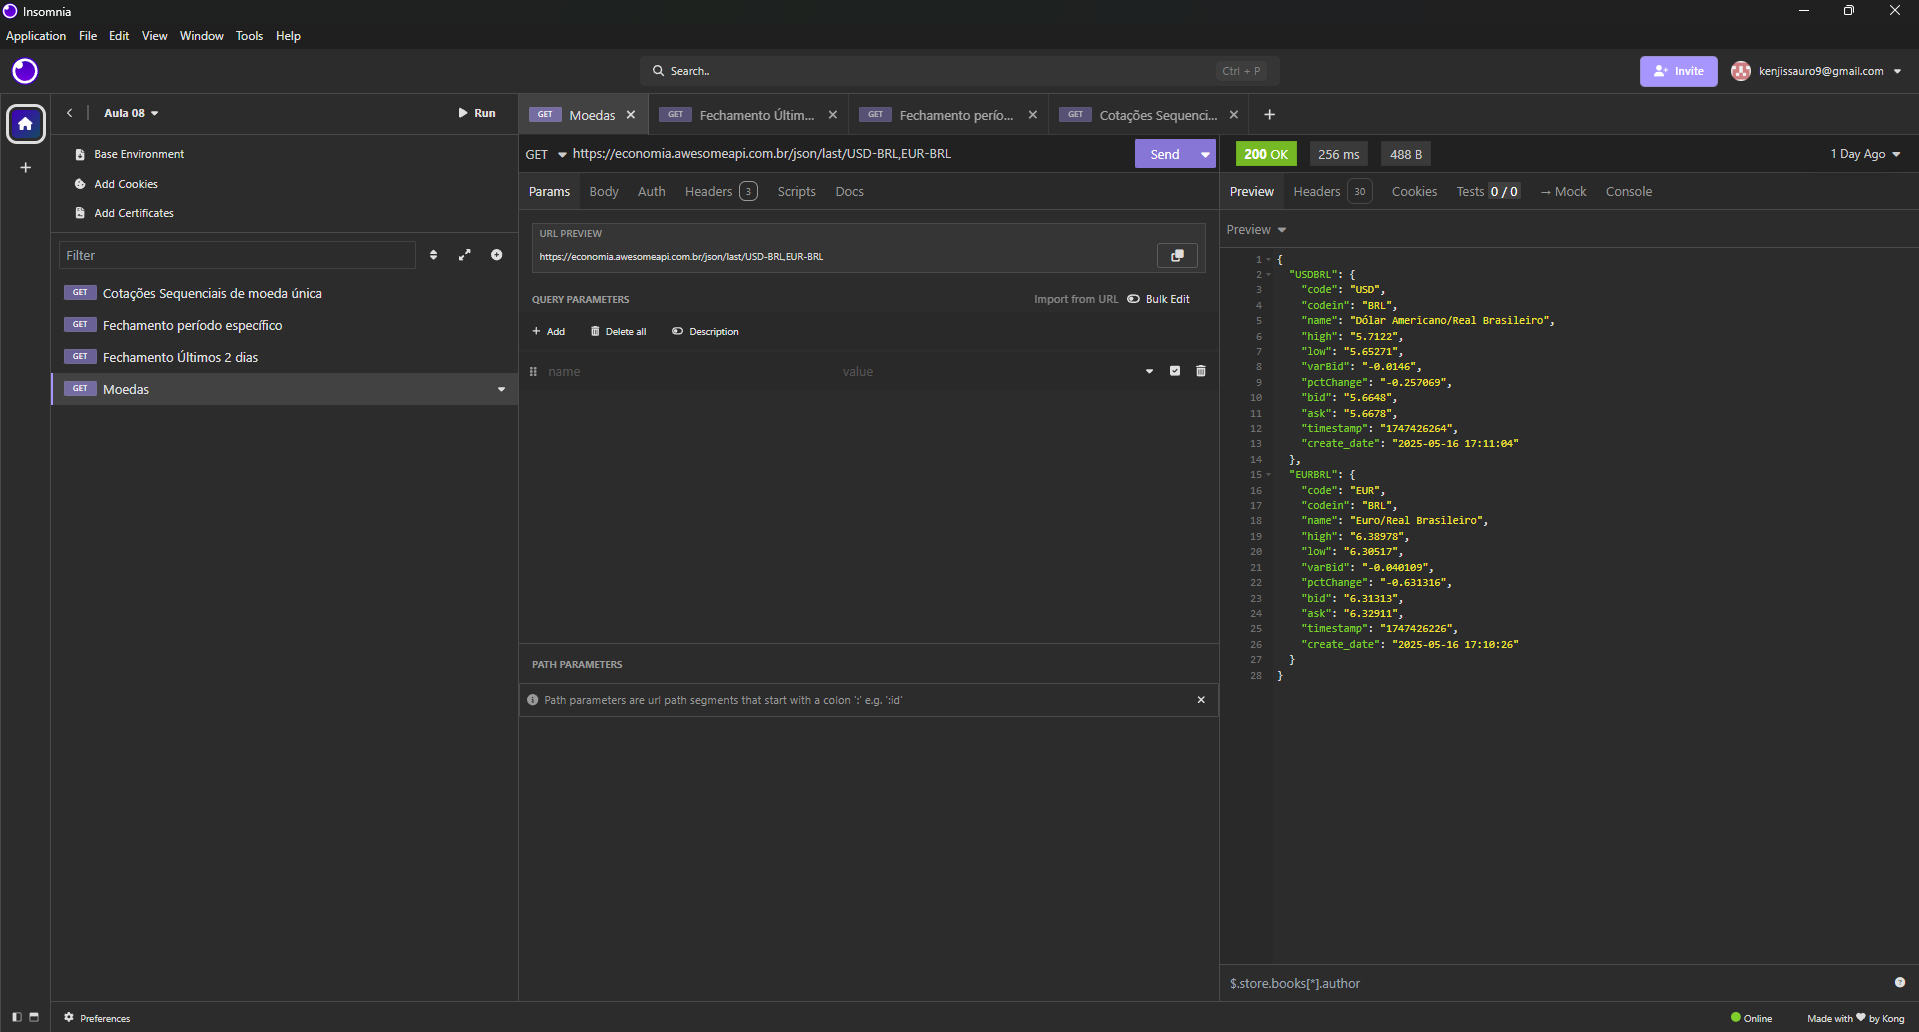 Insomnia
Application File Edit View Window Tools Help
Search.. Ctrl + P Invite kenjissauro9@gmail.com
Aula 08 Run
Base Environment
Add Cookies
Add Certificates
Filter
GET Cotações Sequenciais de moeda única
GET Fechamento período específico
GET Fechamento Últimos 2 dias
GET Moedas
GET Moedas GET Fechamento Últim... GET Fechamento perío... GET Cotações Sequenci...
GET https://economia.awesomeapi.com.br/json/last/USD-BRL,EUR-BRL Send
Params Body Auth Headers 3 Scripts Docs
URL PREVIEW
https://economia.awesomeapi.com.br/json/last/USD-BRL,EUR-BRL
QUERY PARAMETERS Import from URL Bulk Edit
+ Add Delete all Description
name value
PATH PARAMETERS
Path parameters are url path segments that start with a colon ':' e.g. ':id'
200 OK 256 ms 488 B 1 Day Ago
Preview Headers 30 Cookies Tests 0 / 0 → Mock Console
Preview
1 {
2 "USDBRL": {
3 "code": "USD",
4 "codein": "BRL",
5 "name": "Dólar Americano/Real Brasileiro",
6 "high": "5.7122",
7 "low": "5.65271",
8 "varBid": "-0.0146",
9 "pctChange": "-0.257069",
10 "bid": "5.6648",
11 "ask": "5.6678",
12 "timestamp": "1747426264",
13 "create_date": "2025-05-16 17:11:04"
14 },
15 "EURBRL": {
16 "code": "EUR",
17 "codein": "BRL",
18 "name": "Euro/Real Brasileiro",
19 "high": "6.38978",
20 "low": "6.30517",
21 "varBid": "-0.040109",
22 "pctChange": "-0.631316",
23 "bid": "6.31313",
24 "ask": "6.32911",
25 "timestamp": "1747426226",
26 "create_date": "2025-05-16 17:10:26"
27 }
28 }
$.store.books[*].author
Preferences Online Made with ♥ by Kong